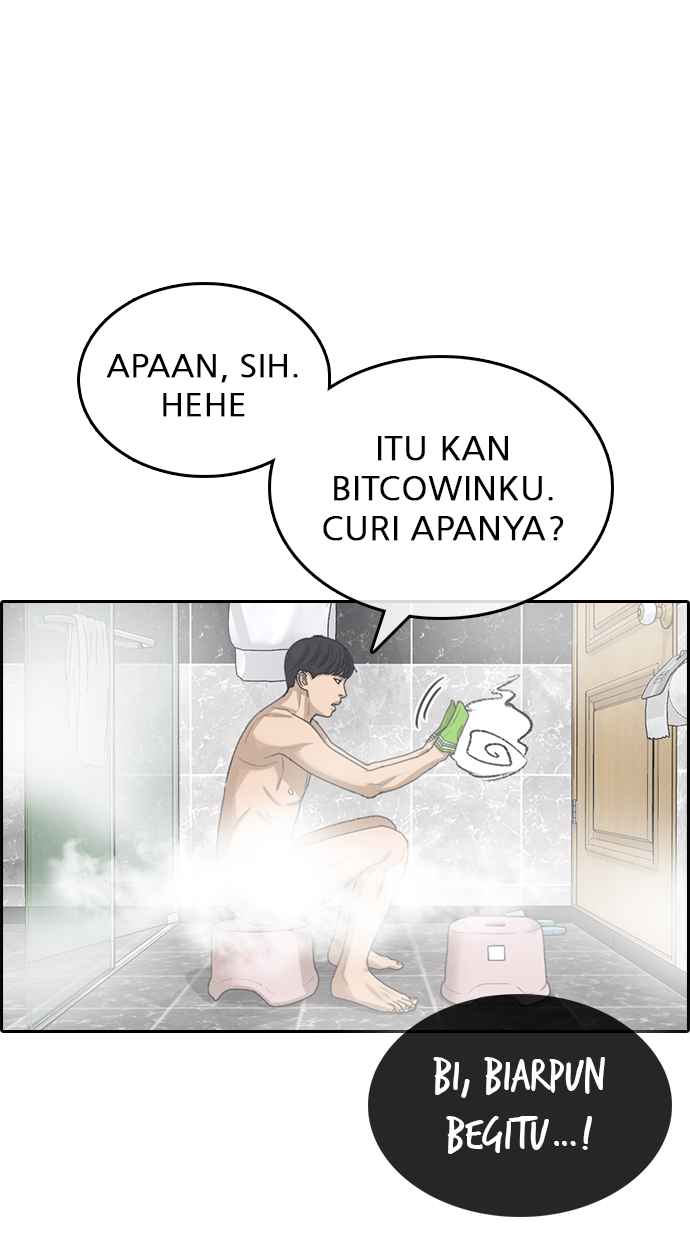 APAAN, SIH.
HEHE
ITU KAN
BITCOWINKU.
CURI APANYA?
BI, BIARPUN
BEGITU...!